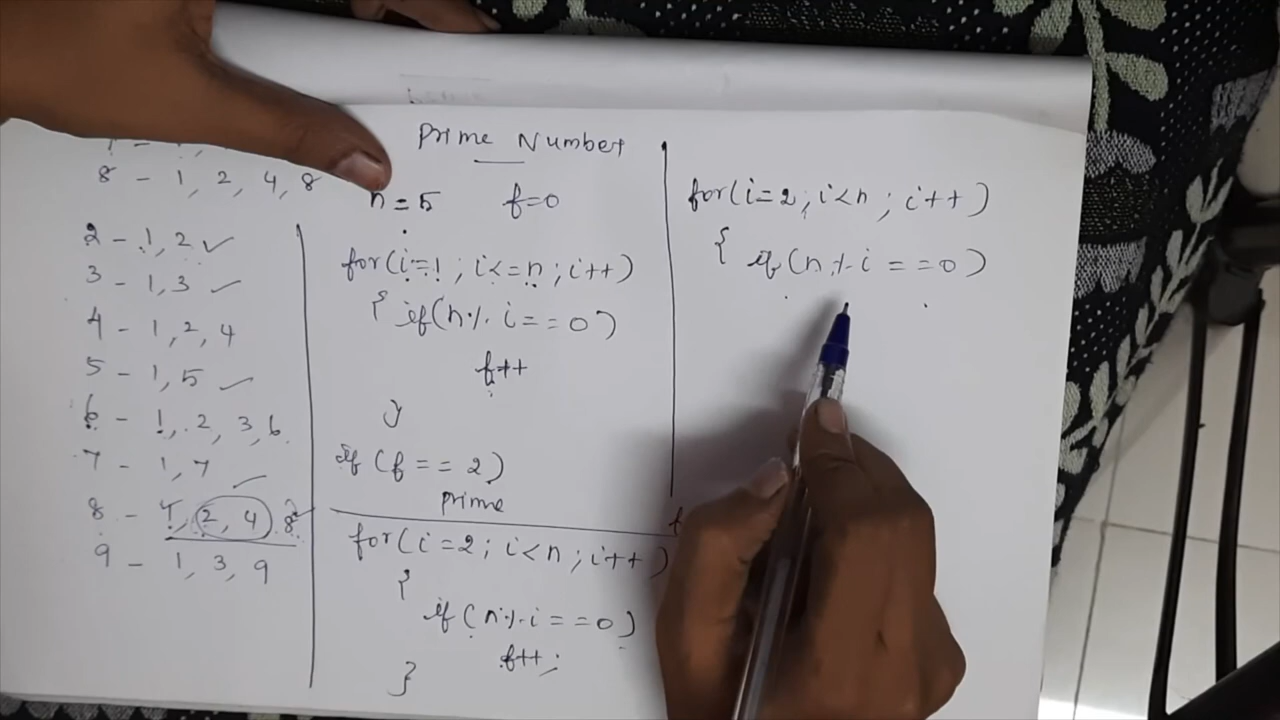 Prime Number
8 - 1, 2, 4, 8
2 - 1, 2 ✓
3 - 1, 3 ✓
4 - 1, 2, 4
5 - 1, 5 ✓
6 - 1, 2, 3, 6
7 - 1, 7 ✓
8 - 1, 2, 4, 8
9 - 1, 3, 9
n = 5 f=0
for(i=1; i<=n; i++)
{ if(n% i==0)
f++
}
if (f == 2)
prime
for(i=2; i<n; i++)
{
if(n%i==0)
f++;
}
for(i=2; i<n; i++)
{ if(n%i==0)